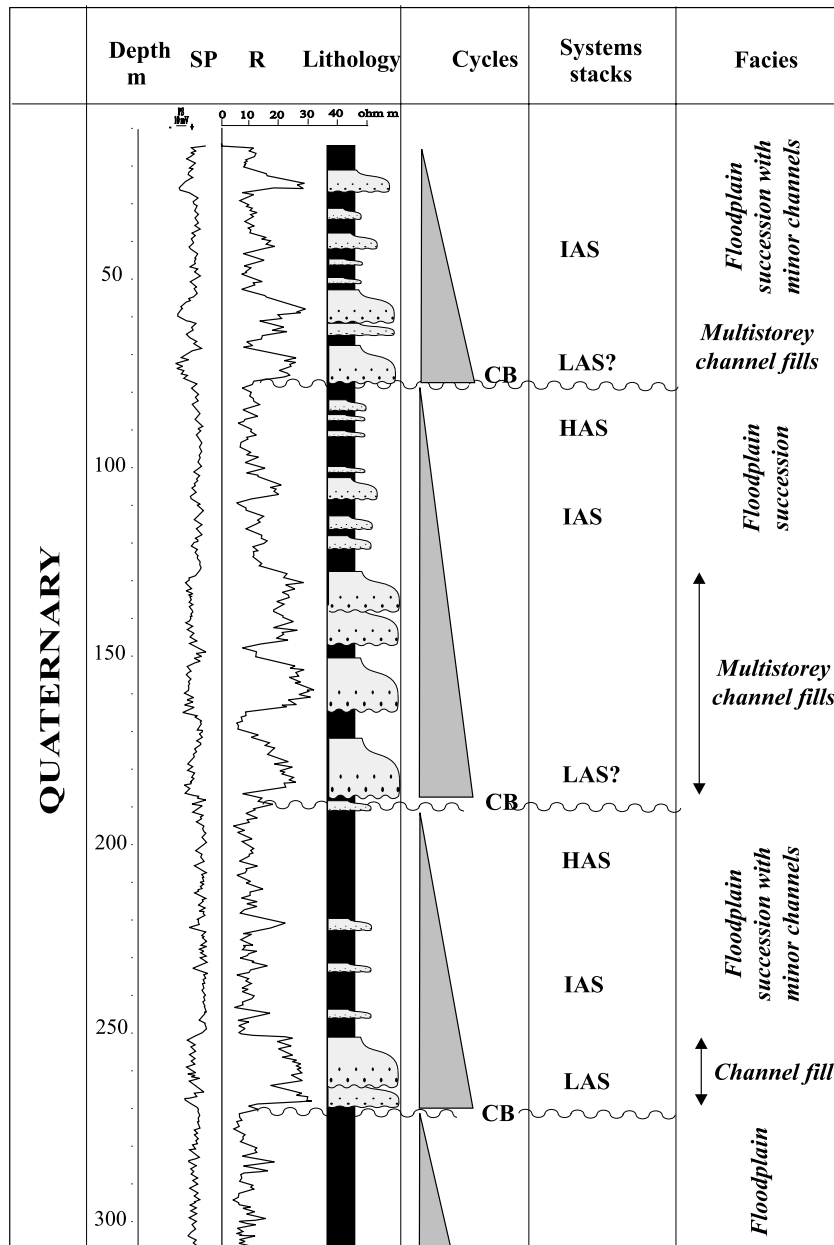 Depth
m
SP
R
Lithology
Cycles
Systems
stacks
Facies
10 mV
0 10 20 30 40 ohm m
Floodplain
succession with
minor channels
IAS
50
Multistorey
channel fills
LAS?
CB
HAS
100
Floodplain
succession
IAS
150
QUATERNARY
Multistorey
channel fills
LAS?
CB
200
HAS
Floodplain
succession with
minor channels
IAS
250
Channel fill
LAS
CB
Floodplain
300